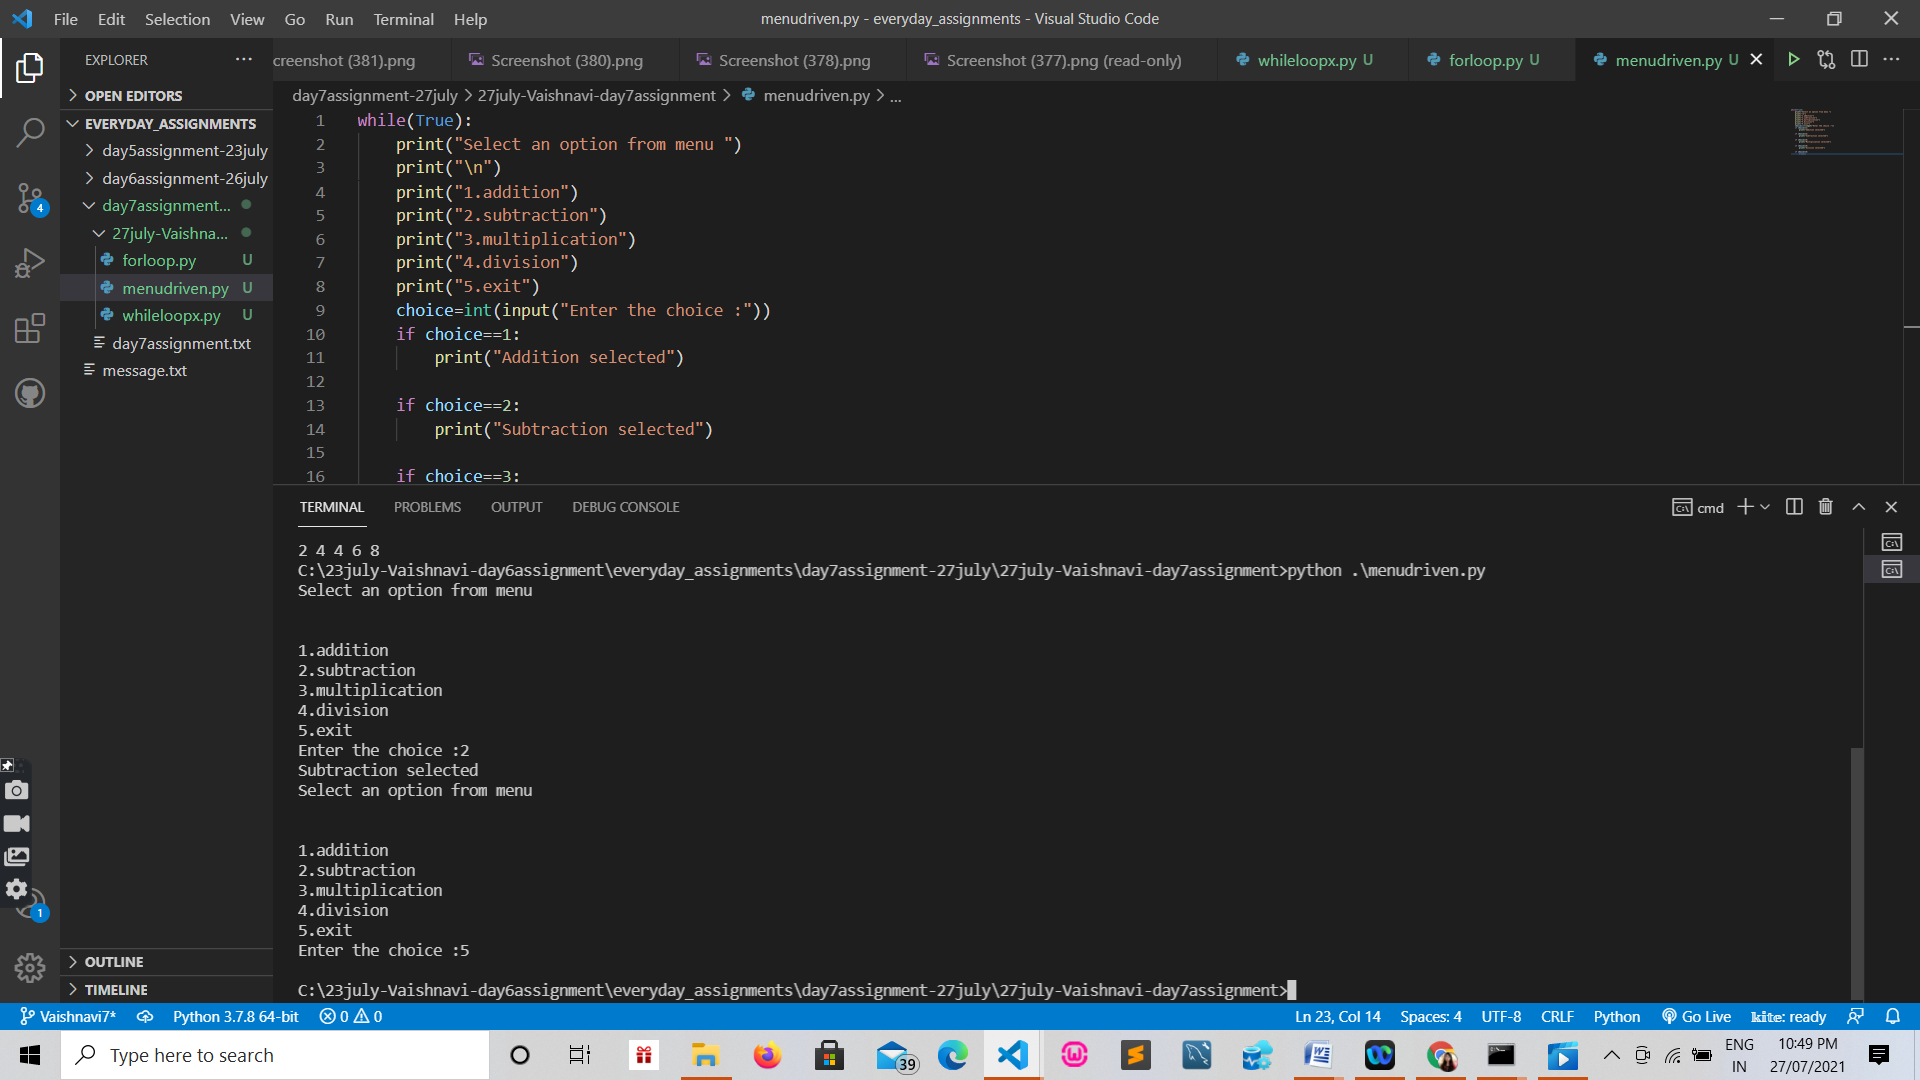 File Edit Selection View Go Run Terminal Help
menudriven.py - everyday_assignments - Visual Studio Code
EXPLORER
creenshot (381).png Screenshot (380).png Screenshot (378).png Screenshot (377).png (read-only) whileloopx.py U forloop.py U menudriven.py U
OPEN EDITORS
EVERYDAY_ASSIGNMENTS
day5assignment-23july
day6assignment-26july
day7assignment...
27july-Vaishna...
forloop.py U
menudriven.py U
whileloopx.py U
day7assignment.txt
message.txt
OUTLINE
TIMELINE
4
1
day7assignment-27july > 27july-Vaishnavi-day7assignment > menudriven.py > ...
1 while(True):
2 print("Select an option from menu ")
3 print("\n")
4 print("1.addition")
5 print("2.subtraction")
6 print("3.multiplication")
7 print("4.division")
8 print("5.exit")
9 choice=int(input("Enter the choice :"))
10 if choice==1:
11 print("Addition selected")
12
13 if choice==2:
14 print("Subtraction selected")
15
16 if choice==3:
TERMINAL PROBLEMS OUTPUT DEBUG CONSOLE
cmd
2 4 4 6 8
C:\23july-Vaishnavi-day6assignment\everyday_assignments\day7assignment-27july\27july-Vaishnavi-day7assignment>python .\menudriven.py
Select an option from menu
1.addition
2.subtraction
3.multiplication
4.division
5.exit
Enter the choice :2
Subtraction selected
Select an option from menu
1.addition
2.subtraction
3.multiplication
4.division
5.exit
Enter the choice :5
C:\23july-Vaishnavi-day6assignment\everyday_assignments\day7assignment-27july\27july-Vaishnavi-day7assignment>
Vaishnavi7* Python 3.7.8 64-bit 0 0
Ln 23, Col 14 Spaces: 4 UTF-8 CRLF Python Go Live kite: ready
Type here to search
39
ENG
IN
10:49 PM
27/07/2021